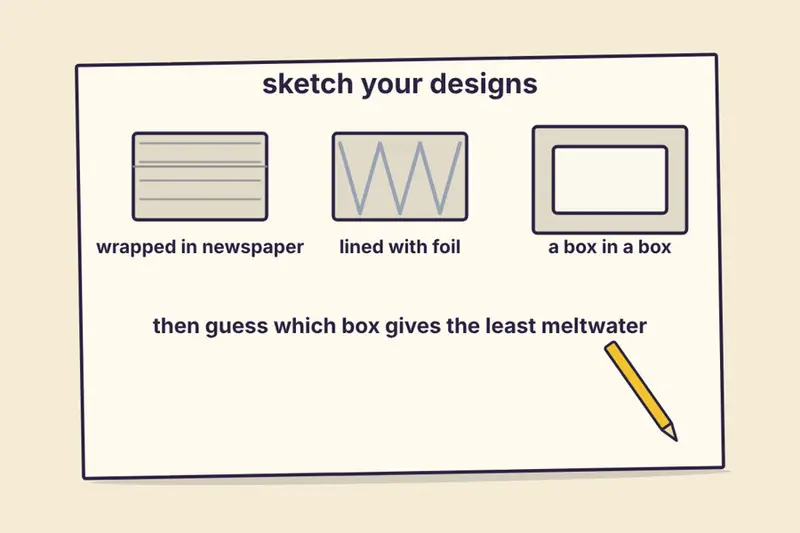 sketch your designs
wrapped in newspaper
lined with foil
a box in a box
then guess which box gives the least meltwater